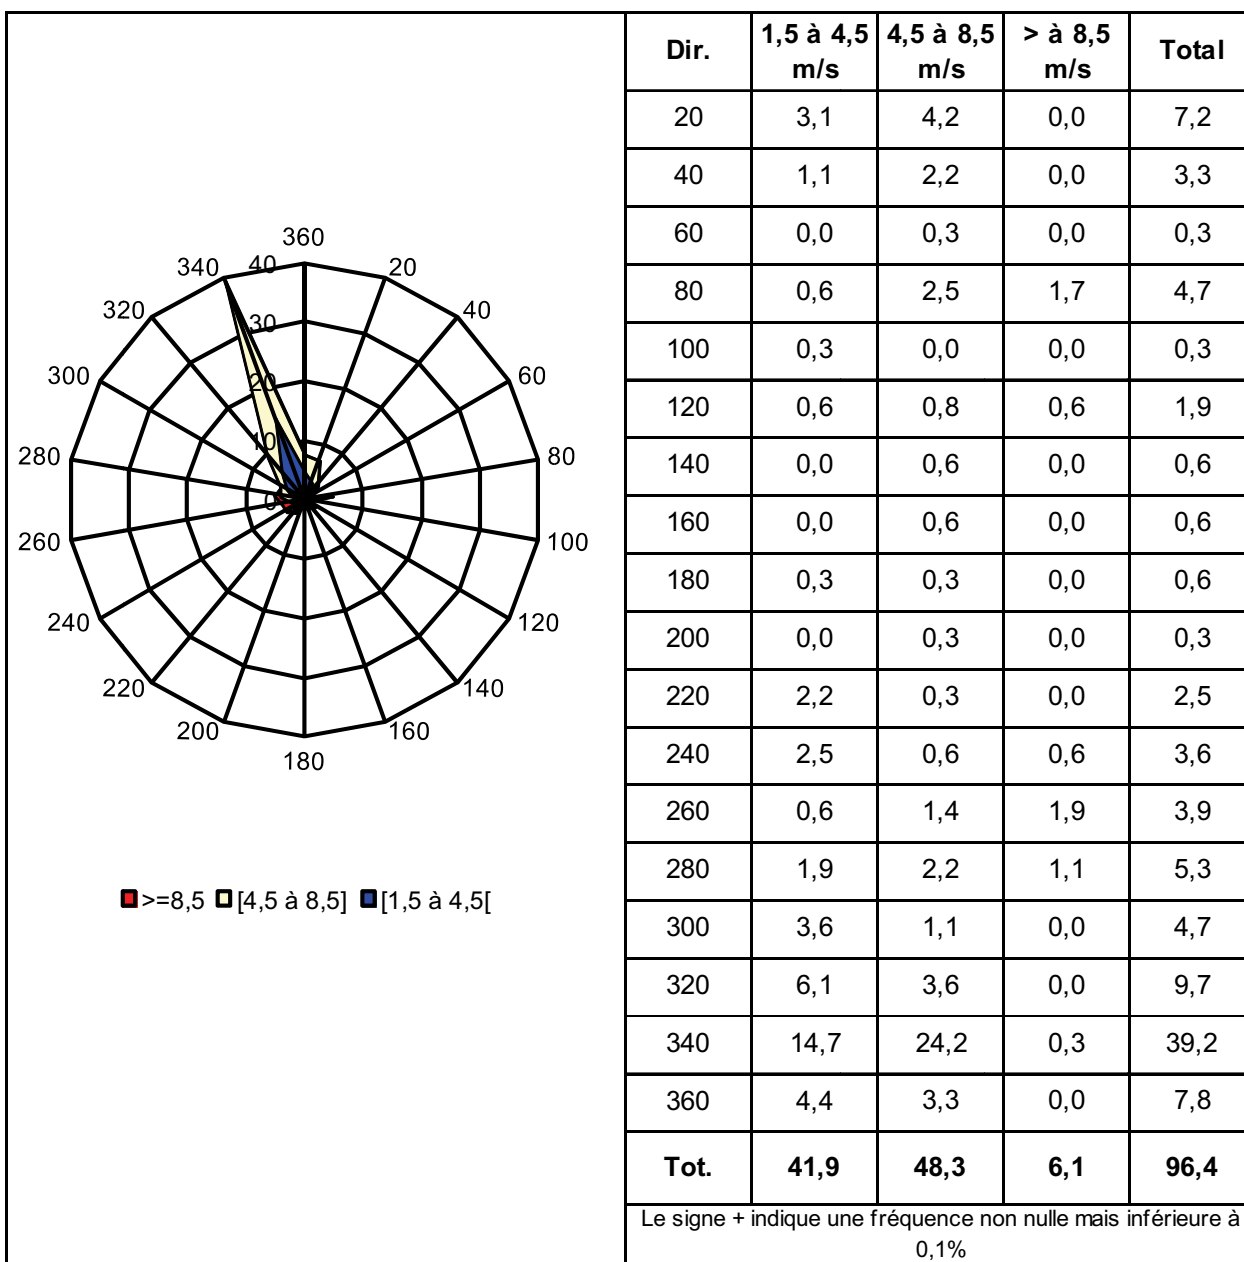 360
340 40 20
320 40
30
300 20 60
10
280 80
0
260 100
240 120
220 140
200 160
180
>=8,5 [4,5 à 8,5] [1,5 à 4,5[
Dir. 1,5 à 4,5 m/s 4,5 à 8,5 m/s > à 8,5 m/s Total
20 3,1 4,2 0,0 7,2
40 1,1 2,2 0,0 3,3
60 0,0 0,3 0,0 0,3
80 0,6 2,5 1,7 4,7
100 0,3 0,0 0,0 0,3
120 0,6 0,8 0,6 1,9
140 0,0 0,6 0,0 0,6
160 0,0 0,6 0,0 0,6
180 0,3 0,3 0,0 0,6
200 0,0 0,3 0,0 0,3
220 2,2 0,3 0,0 2,5
240 2,5 0,6 0,6 3,6
260 0,6 1,4 1,9 3,9
280 1,9 2,2 1,1 5,3
300 3,6 1,1 0,0 4,7
320 6,1 3,6 0,0 9,7
340 14,7 24,2 0,3 39,2
360 4,4 3,3 0,0 7,8
Tot. 41,9 48,3 6,1 96,4
Le signe + indique une fréquence non nulle mais inférieure à
0,1%